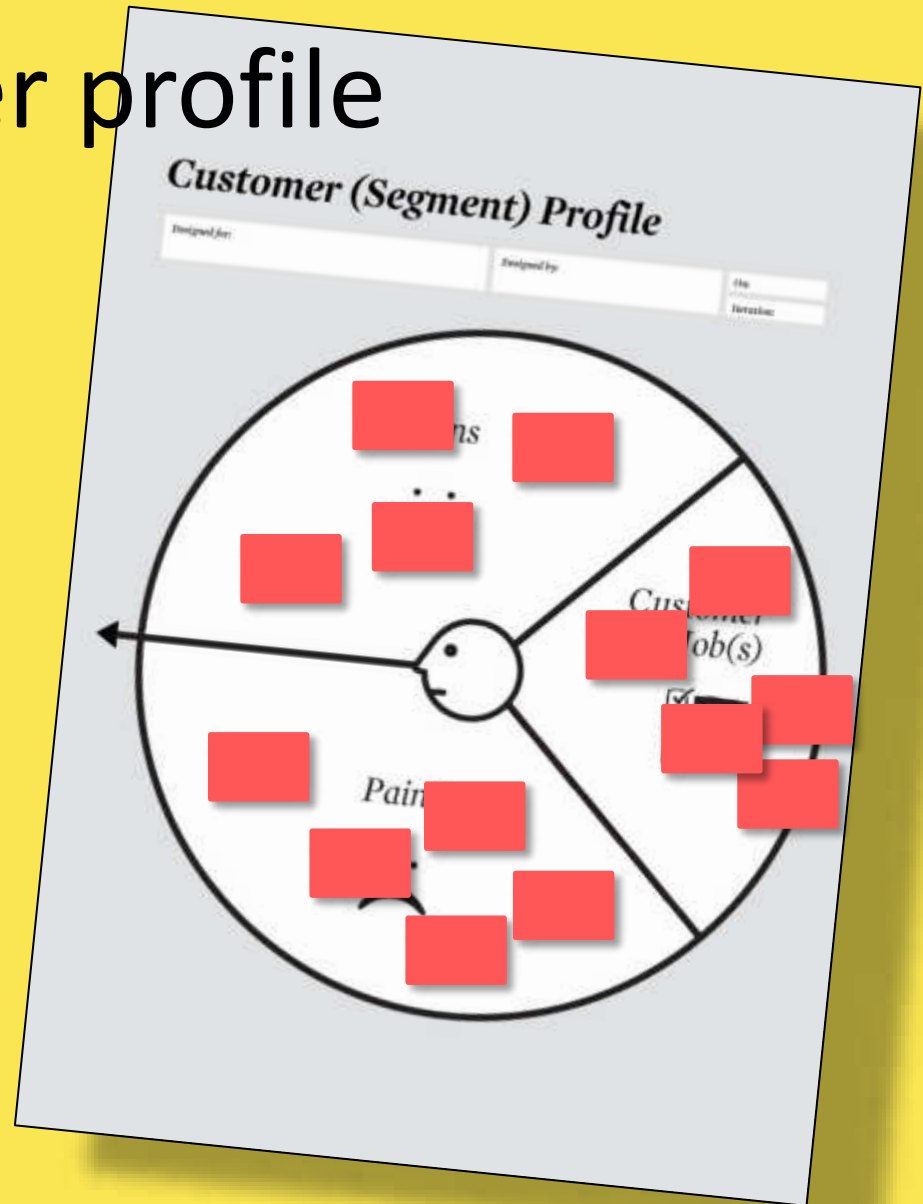 er profile
Customer (Segment) Profile
Designed for:
Designed by:
On:
Iteration:
ns
Customer
Job(s)
Pain